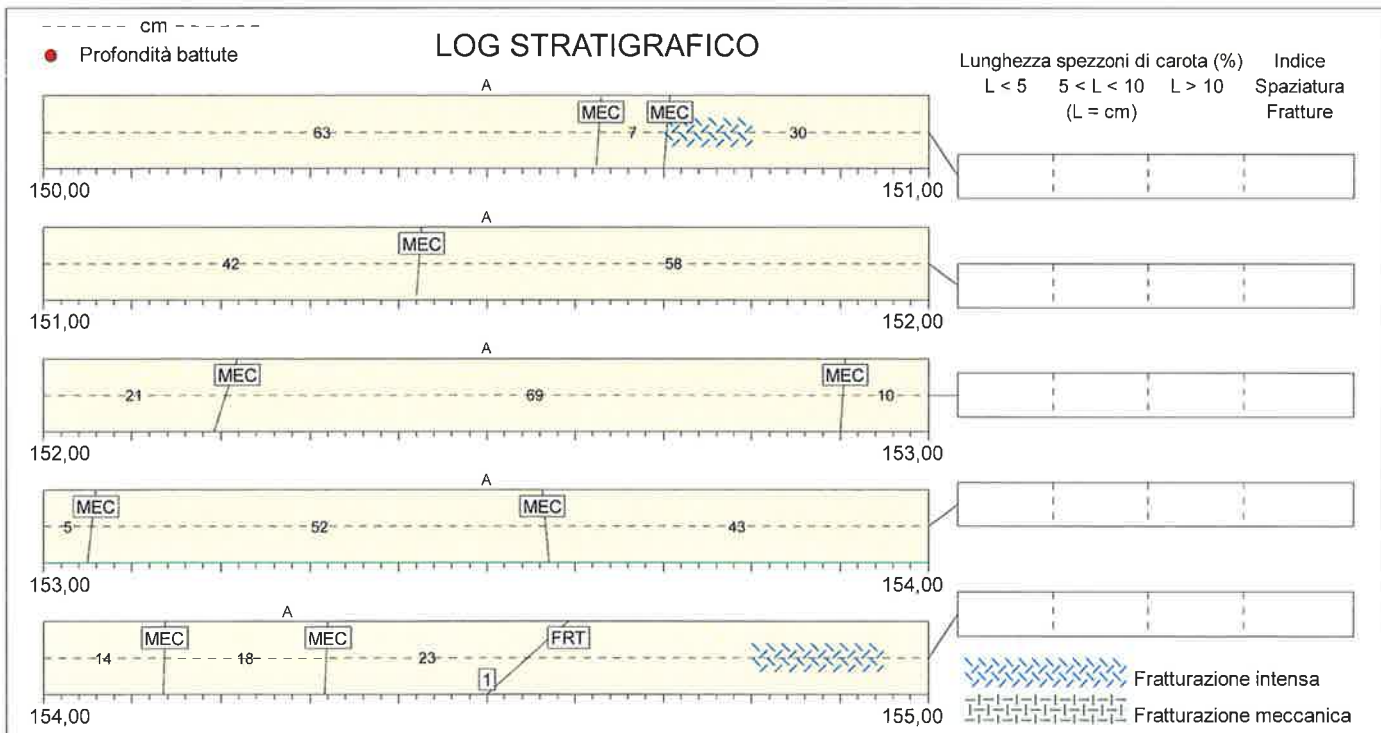 cm
Profondità battute
LOG STRATIGRAFICO
Lunghezza spezzoni di carota (%) Indice
L < 5 5 < L < 10 L > 10 Spaziatura
(L = cm) Fratture
A
MEC MEC
63 7 30
150,00 151,00
A
MEC
42 58
151,00 152,00
A
MEC MEC
21 69 10
152,00 153,00
A
MEC MEC
5 52 43
153,00 154,00
A
MEC MEC FRT
14 18 23
1
154,00 155,00
Fratturazione intensa
Fratturazione meccanica